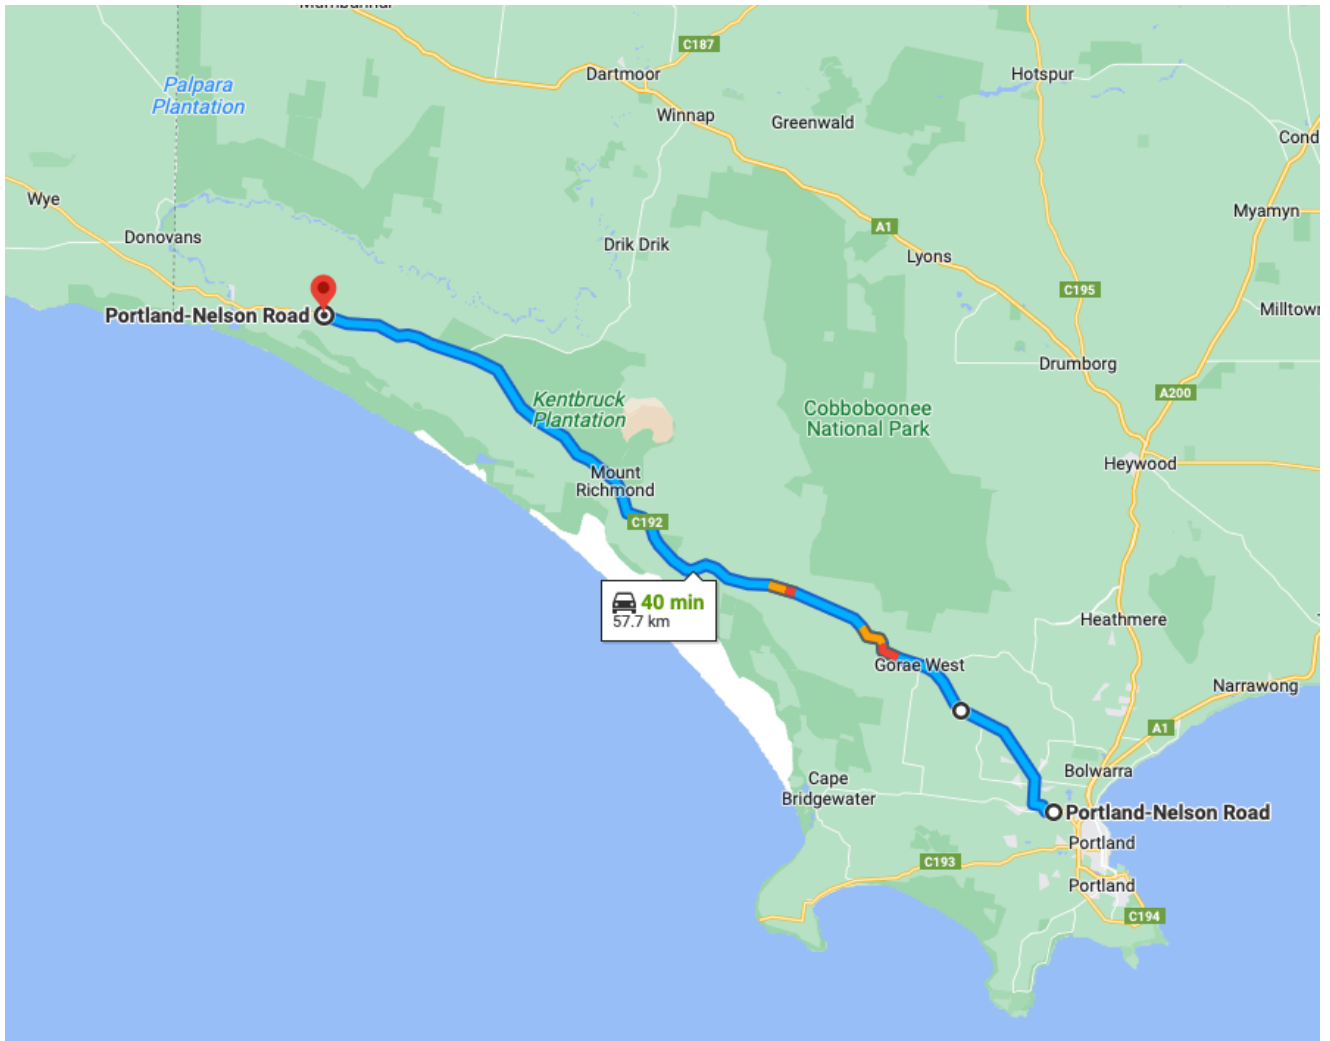 C187
Dartmoor
Hotspur
Palpara
Plantation
Winnap
Greenwald
Cond
Wye
Myamyn
A1
Donovans
Drik Drik
Lyons
C195
Portland-Nelson Road
Milltown
Drumborg
A200
Kentbruck
Plantation
Cobboboonee
National Park
Heywood
Mount
Richmond
C192
40 min
57.7 km
Heathmere
Gorae West
Narrawong
A1
Bolwarra
Cape
Bridgewater
Portland-Nelson Road
Portland
C193
Portland
C194